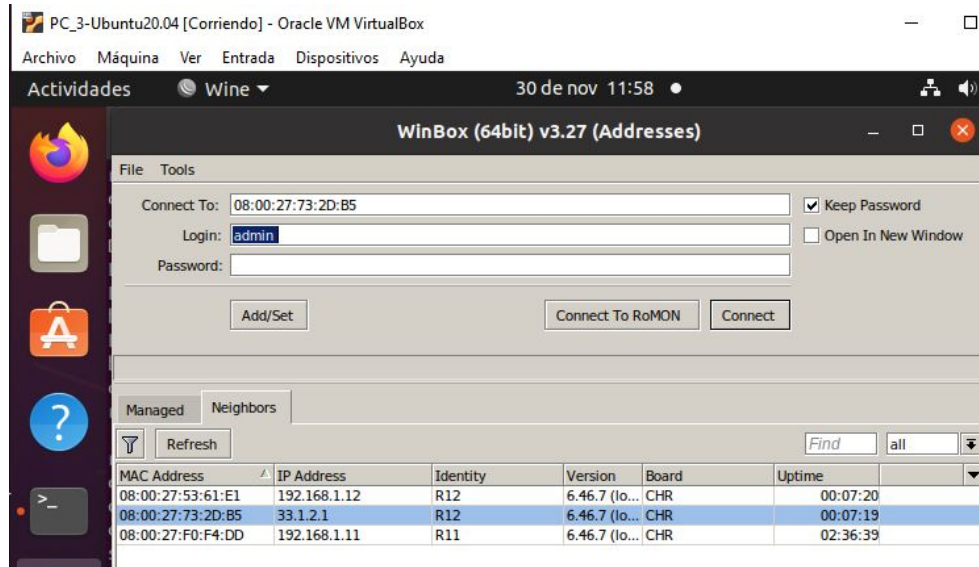 PC_3-Ubuntu20.04 [Corriendo] - Oracle VM VirtualBox
Archivo Máquina Ver Entrada Dispositivos Ayuda
Actividades Wine 30 de nov 11:58
WinBox (64bit) v3.27 (Addresses)
File Tools
Connect To: 08:00:27:73:2D:B5 Keep Password
Login: admin Open In New Window
Password:
Add/Set Connect To RoMON Connect
Managed Neighbors
Refresh Find all
MAC Address IP Address Identity Version Board Uptime
08:00:27:53:61:E1 192.168.1.12 R12 6.46.7 (lo... CHR 00:07:20
08:00:27:73:2D:B5 33.1.2.1 R12 6.46.7 (lo... CHR 00:07:19
08:00:27:F0:F4:DD 192.168.1.11 R11 6.46.7 (lo... CHR 02:36:39